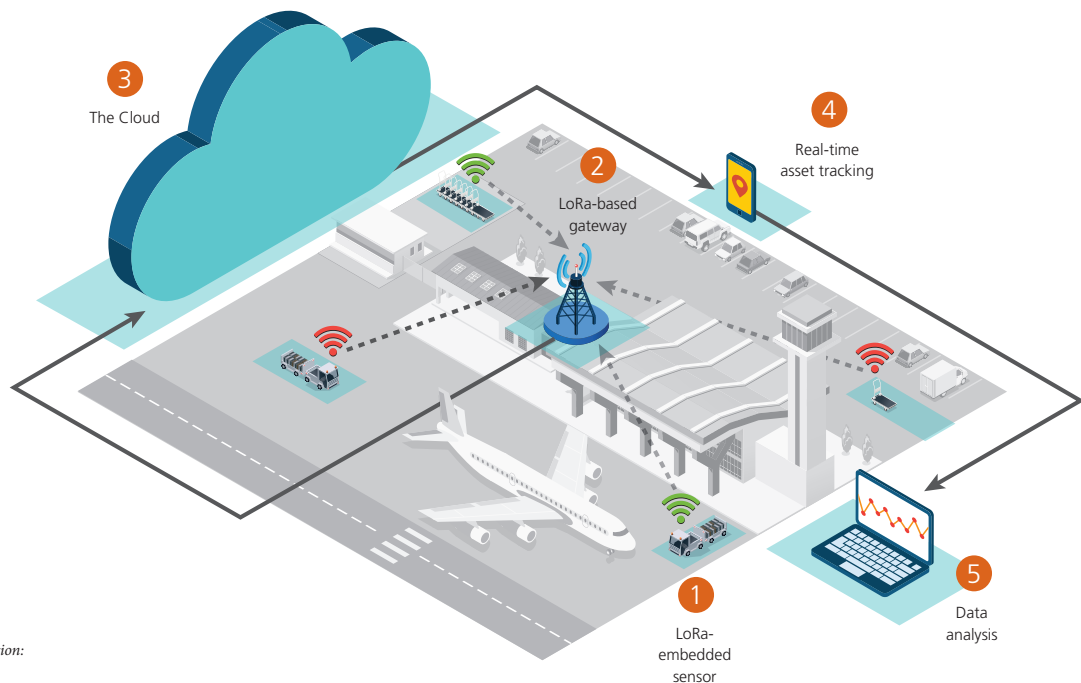 3
The Cloud
4
Real-time
asset tracking
2
LoRa-based
gateway
1
LoRa-
embedded
sensor
5
Data
analysis